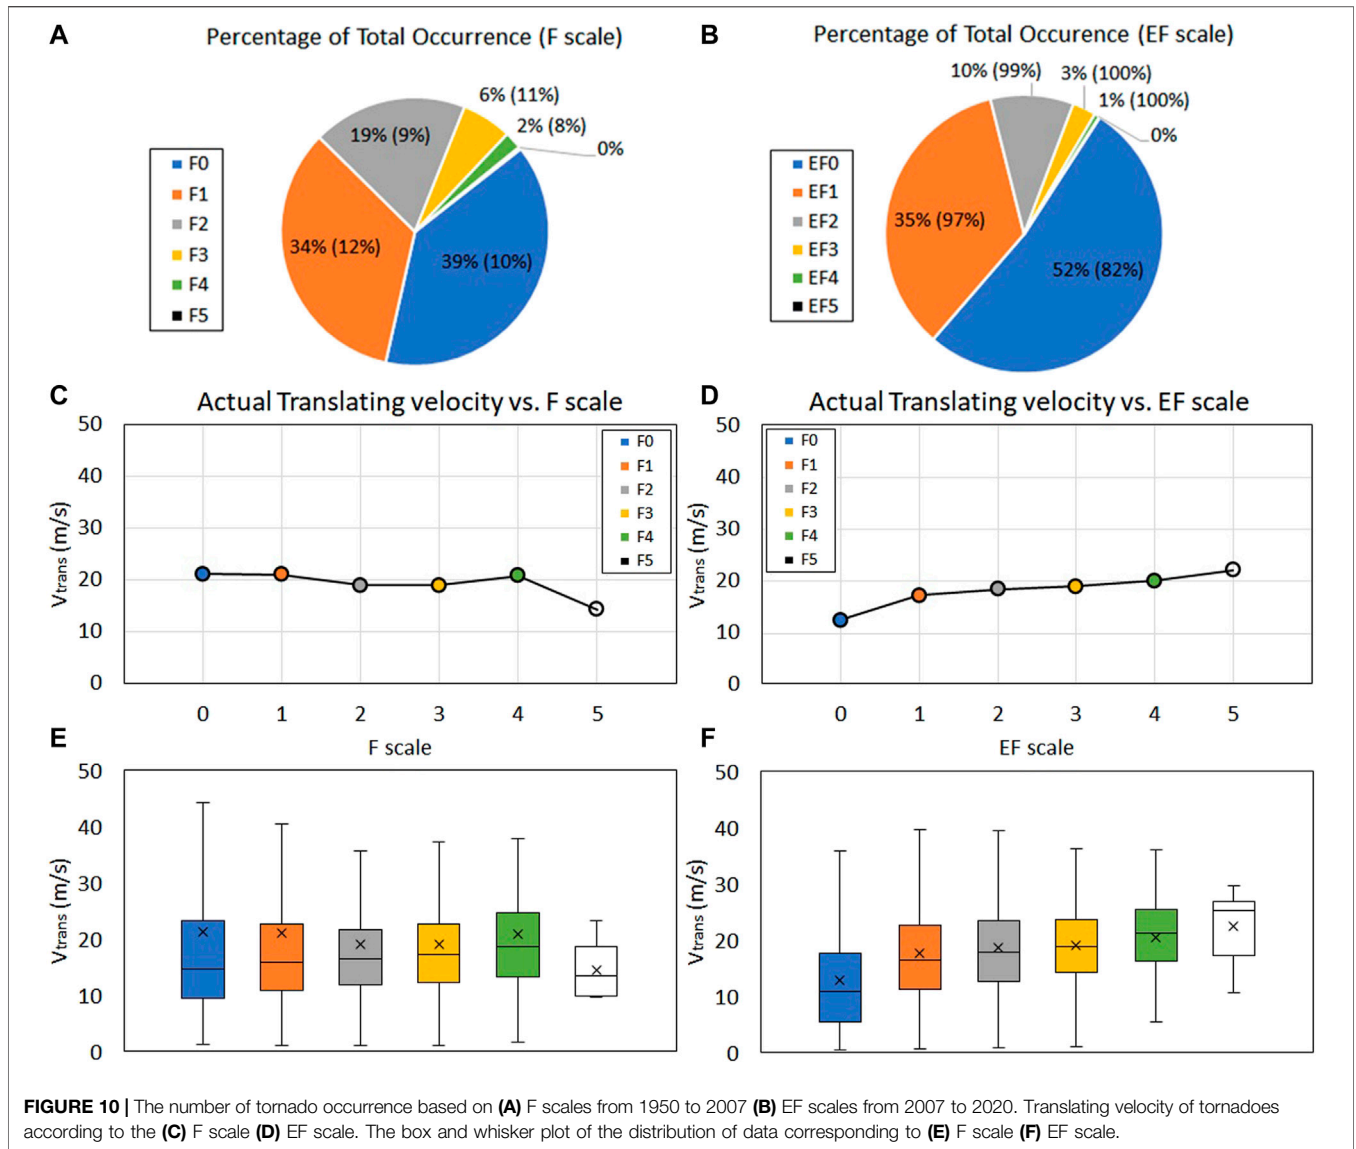 A
Percentage of Total Occurrence (F scale)
6% (11%)
19% (9%)
2% (8%)
0%
F0
F1
F2
F3
F4
F5
34% (12%)
39% (10%)
B
Percentage of Total Occurence (EF scale)
10% (99%)
3% (100%)
1% (100%)
0%
EF0
EF1
EF2
EF3
EF4
EF5
35% (97%)
52% (82%)
C
Actual Translating velocity vs. F scale
50
40
30
20
10
0
Vtrans (m/s)
F0
F1
F2
F3
F4
F5
0 1 2 3 4 5
F scale
D
Actual Translating velocity vs. EF scale
50
40
30
20
10
0
Vtrans (m/s)
F0
F1
F2
F3
F4
F5
0 1 2 3 4 5
EF scale
E
50
40
30
20
10
0
Vtrans (m/s)
F
50
40
30
20
10
0
Vtrans (m/s)
FIGURE 10 | The number of tornado occurrence based on (A) F scales from 1950 to 2007 (B) EF scales from 2007 to 2020. Translating velocity of tornadoes
according to the (C) F scale (D) EF scale. The box and whisker plot of the distribution of data corresponding to (E) F scale (F) EF scale.